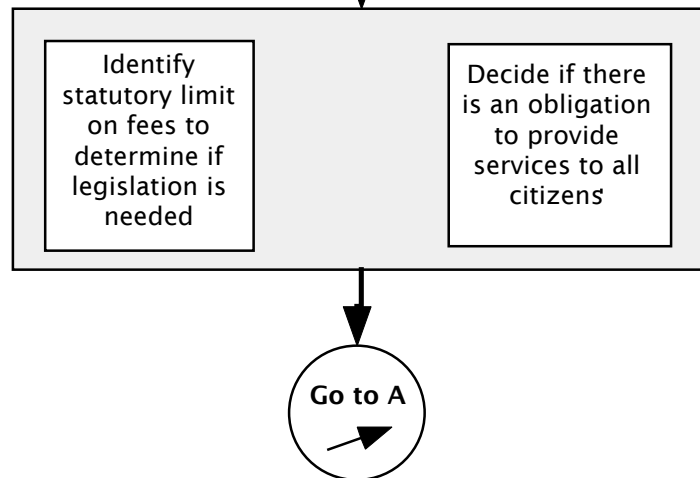 Identify
statutory limit
on fees to
determine if
legislation is
needed
Decide if there
is an obligation
to provide
services to all
citizens
Go to A